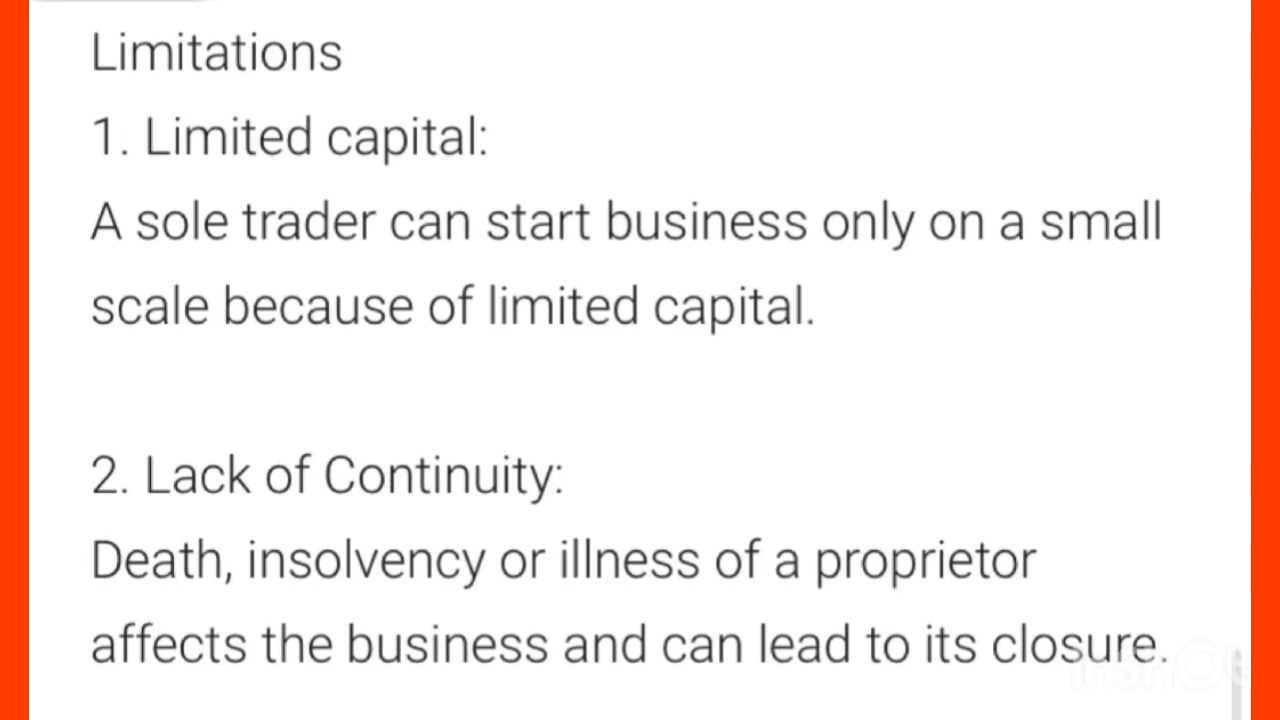 Limitations
1. Limited capital:
A sole trader can start business only on a small
scale because of limited capital.
2. Lack of Continuity:
Death, insolvency or illness of a proprietor
affects the business and can lead to its closure.
InShOt